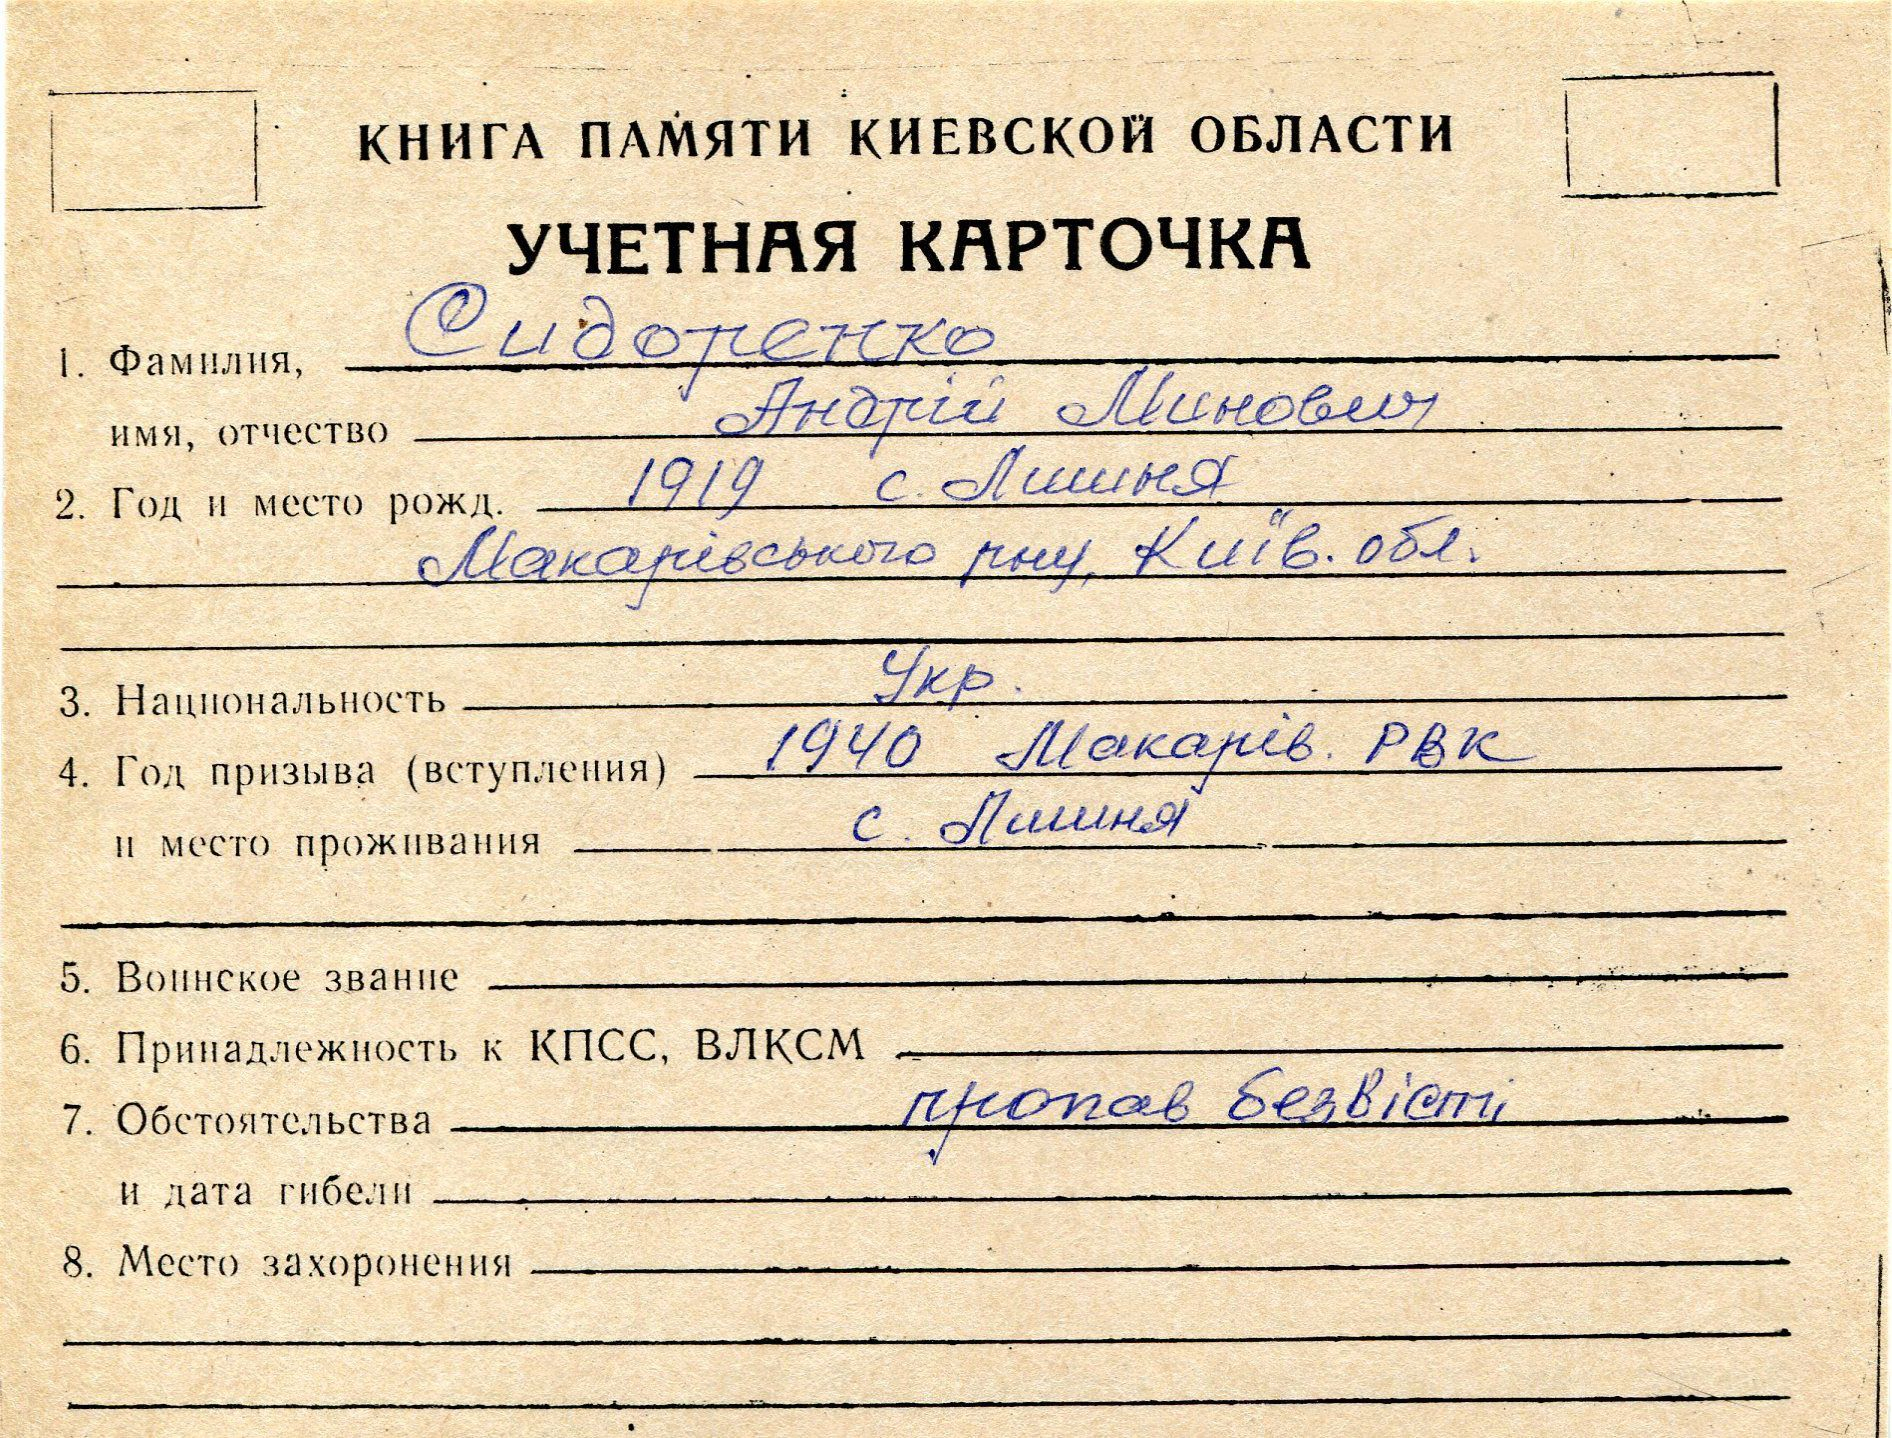 КНИГА ПАМЯТИ КИЕВСКОЙ ОБЛАСТИ
УЧЕТНАЯ КАРТОЧКА
1. Фамилия, Сидоренко
имя, отчество Андрій Минович
2. Год и место рожд. 1919 с. Лишня
Макарівського р-ну, Київ. обл.
3. Национальность Укр.
4. Год призыва (вступления) 1940 Макарів. РВК
и место проживания с. Лишня
5. Воинское звание
6. Принадлежность к КПСС, ВЛКСМ
7. Обстоятельства пропав безвісті
и дата гибели
8. Место захоронения